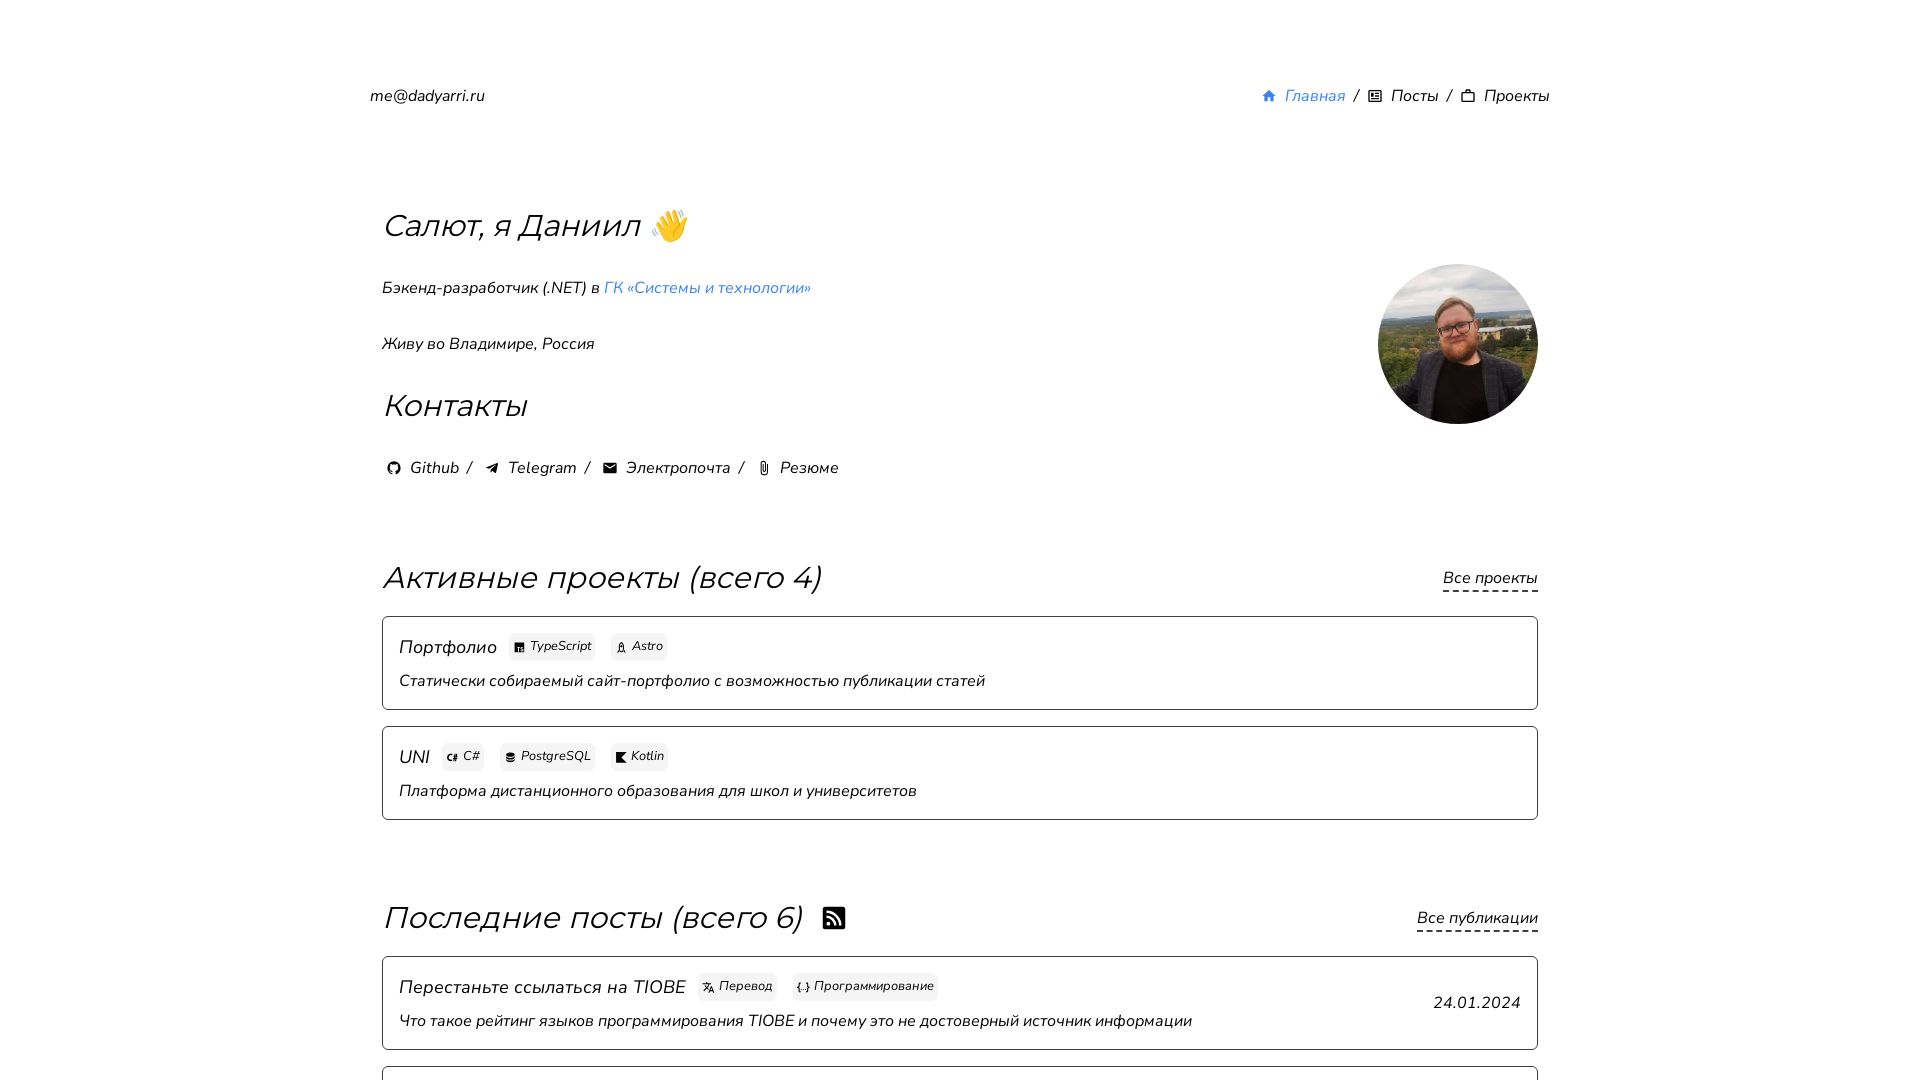 me@dadyarri.ru
Главная / Посты / Проекты
Салют, я Даниил 👋
Бэкенд-разработчик (.NET) в ГК «Системы и технологии»
Живу во Владимире, Россия
Контакты
Github / Telegram / Электропочта / Резюме
Активные проекты (всего 4)
Все проекты
Портфолио TypeScript Astro
Статически собираемый сайт-портфолио с возможностью публикации статей
UNI C# PostgreSQL Kotlin
Платформа дистанционного образования для школ и университетов
Последние посты (всего 6)
Все публикации
Перестаньте ссылаться на TIOBE Перевод Программирование
Что такое рейтинг языков программирования TIOBE и почему это не достоверный источник информации
24.01.2024